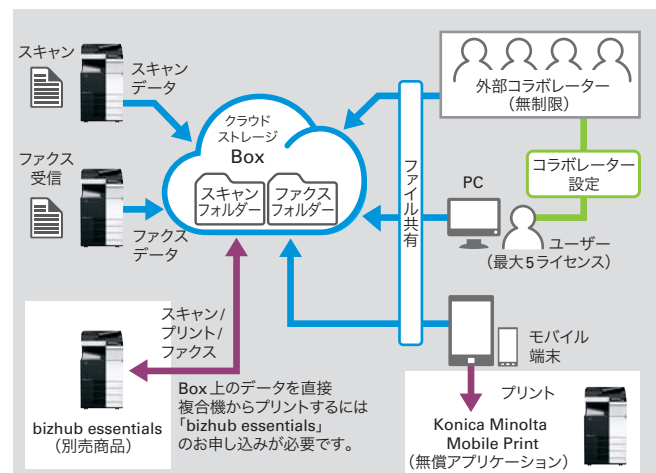 スキャン
スキャン
データ
ファクス
受信
ファクス
データ
クラウド
ストレージ
Box
スキャン
フォルダー
ファクス
フォルダー
ファイル共有
外部コラボレーター
（無制限）
コラボレーター
設定
PC
ユーザー
（最大5ライセンス）
モバイル
端末
スキャン/
プリント/
ファクス
bizhub essentials
（別売商品）
Box 上のデータを直接
複合機からプリントするには
「bizhub essentials」
のお申し込みが必要です。
プリント
Konica Minolta
Mobile Print
（無償アプリケーション）